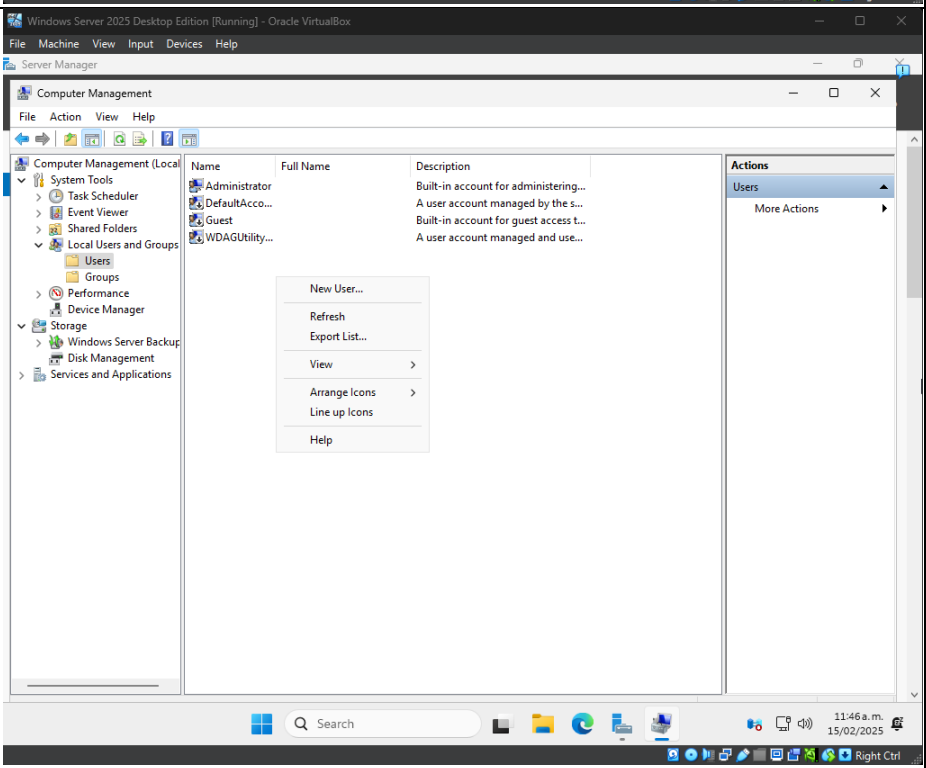 Windows Server 2025 Desktop Edition [Running] - Oracle VirtualBox
File Machine View Input Devices Help
Server Manager
Computer Management
File Action View Help
Computer Management (Local
System Tools
Task Scheduler
Event Viewer
Shared Folders
Local Users and Groups
Users
Groups
Performance
Device Manager
Storage
Windows Server Backup
Disk Management
Services and Applications
Name Full Name Description
Administrator Built-in account for administering...
DefaultAcco... A user account managed by the s...
Guest Built-in account for guest access t...
WDAGUtility... A user account managed and use...
New User...
Refresh
Export List...
View
Arrange Icons
Line up Icons
Help
Actions
Users
More Actions
Search
11:46 a. m.
15/02/2025
Right Ctrl